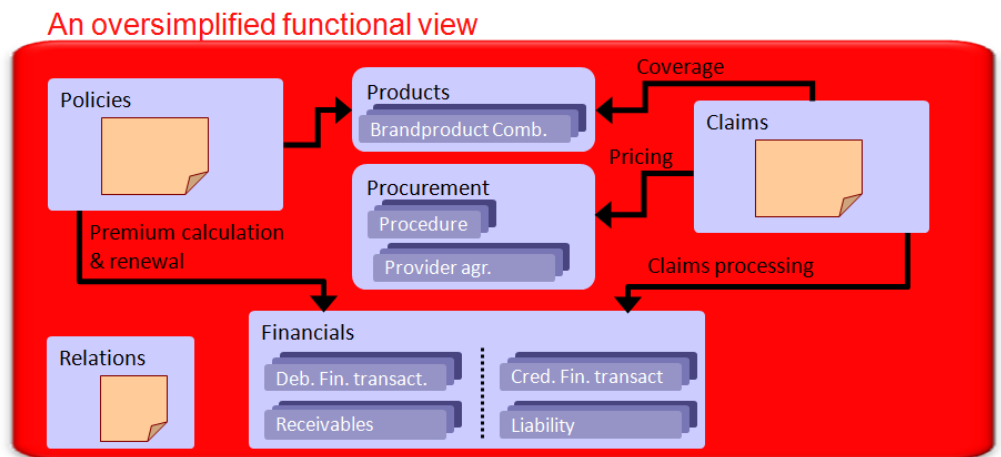 An oversimplified functional view
Policies
Products
Brandproduct Comb.
Coverage
Claims
Pricing
Procurement
Procedure
Provider agr.
Premium calculation
& renewal
Claims processing
Financials
Deb. Fin. transact.
Cred. Fin. transact
Receivables
Liability
Relations